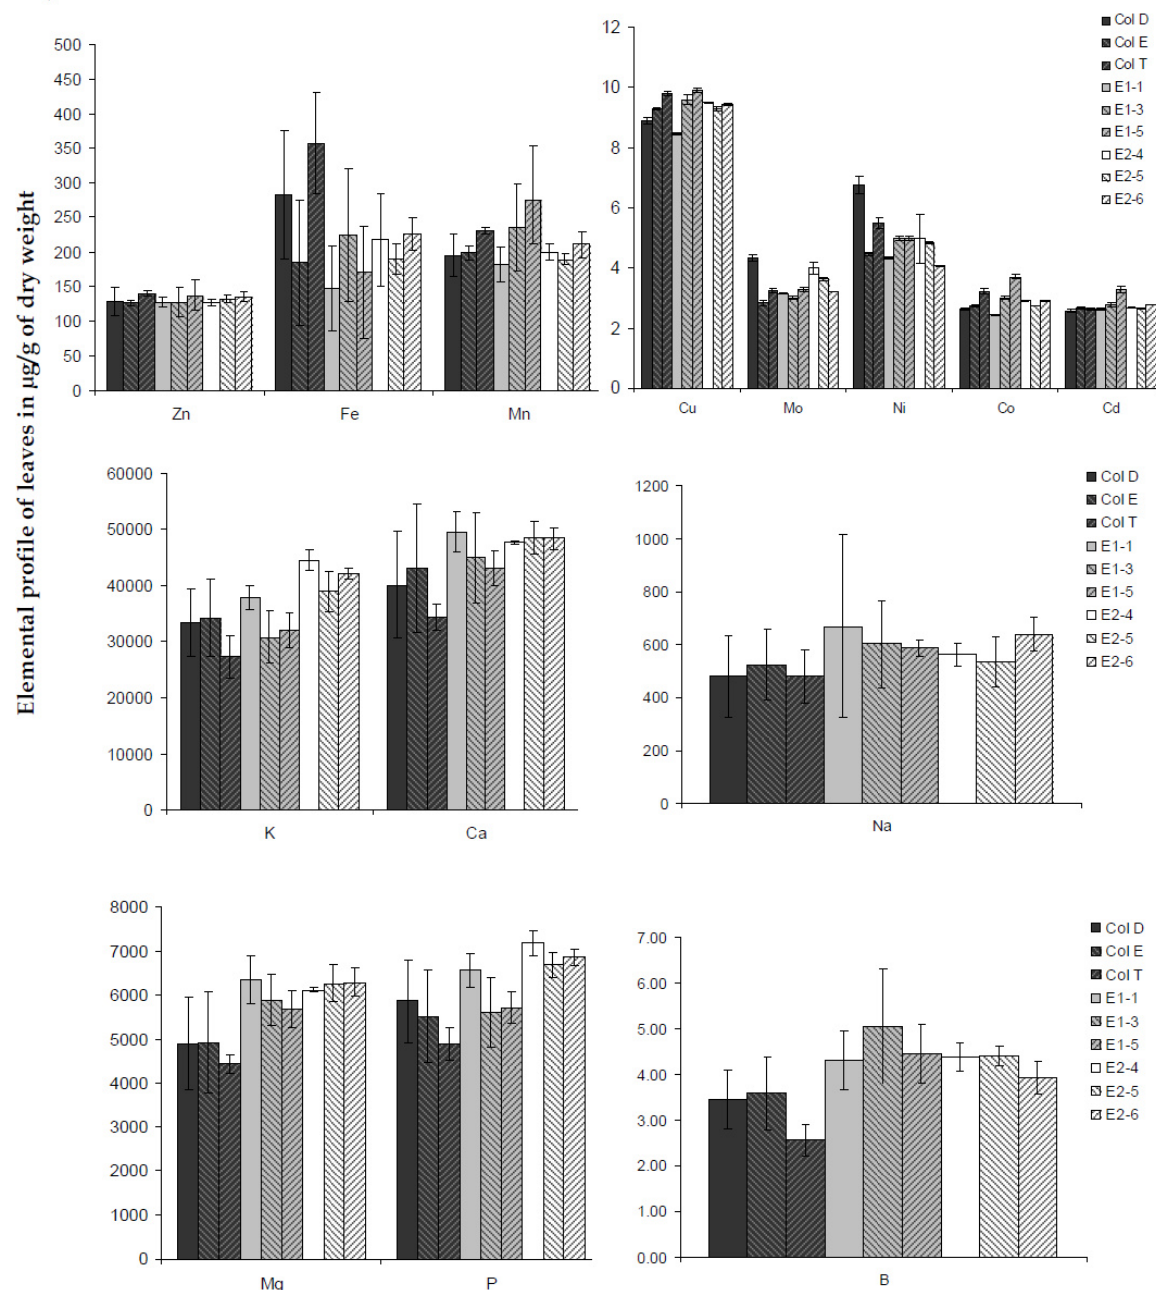 Elemental profile of leaves in µg/g of dry weight
500
450
400
350
300
250
200
150
100
50
0
Zn
Fe
Mn
12
10
8
6
4
2
0
Cu
Mo
Ni
Co
Cd
Col D
Col E
Col T
E1-1
E1-3
E1-5
E2-4
E2-5
E2-6
60000
50000
40000
30000
20000
10000
0
K
Ca
1200
1000
800
600
400
200
0
Na
Col D
Col E
Col T
E1-1
E1-3
E1-5
E2-4
E2-5
E2-6
8000
7000
6000
5000
4000
3000
2000
1000
0
Mg
P
7.00
6.00
5.00
4.00
3.00
2.00
1.00
0.00
B
Col D
Col E
Col T
E1-1
E1-3
E1-5
E2-4
E2-5
E2-6